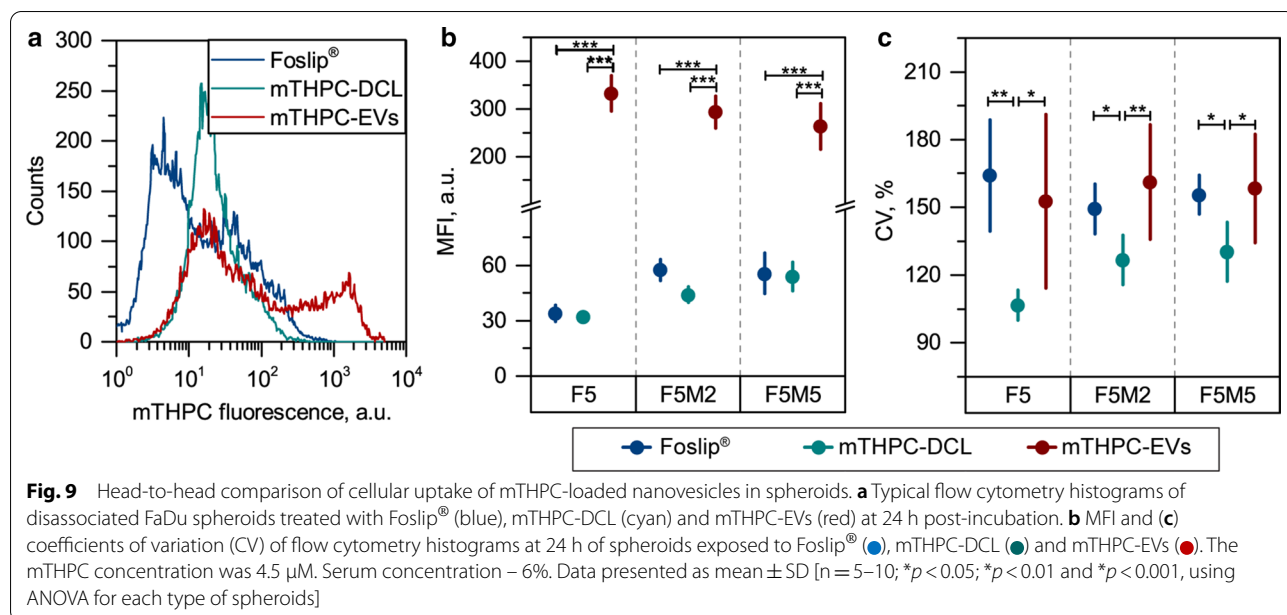 a
300
250
200
150
100
50
0
Counts
Foslip®
mTHPC-DCL
mTHPC-EVs
10⁰ 10¹ 10² 10³ 10⁴
mTHPC fluorescence, a.u.
b
400
300
200
60
30
0
MFI, a.u.
*** *** ***
*** *** ***
F5 F5M2 F5M5
c
210
180
150
120
90
CV, %
** * * ** * *
F5 F5M2 F5M5
Foslip® mTHPC-DCL mTHPC-EVs
Fig. 9 Head-to-head comparison of cellular uptake of mTHPC-loaded nanovesicles in spheroids. a Typical flow cytometry histograms of
disassociated FaDu spheroids treated with Foslip® (blue), mTHPC-DCL (cyan) and mTHPC-EVs (red) at 24 h post-incubation. b MFI and (c)
coefficients of variation (CV) of flow cytometry histograms at 24 h of spheroids exposed to Foslip® (●), mTHPC-DCL (●) and mTHPC-EVs (●). The
mTHPC concentration was 4.5 µM. Serum concentration – 6%. Data presented as mean ± SD [n = 5–10; *p < 0.05; *p < 0.01 and *p < 0.001, using
ANOVA for each type of spheroids]